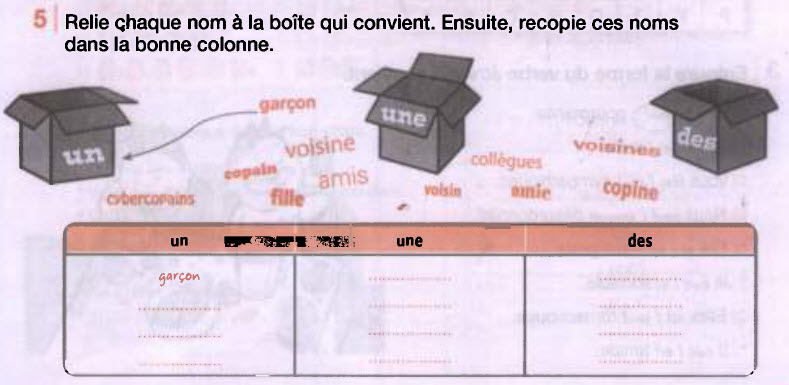 5 Relie chaque nom à la boîte qui convient. Ensuite, recopie ces noms
dans la bonne colonne.
garçon
un
une
des
voisine
voisines
copain
amis
collègues
cybercopains
fille
voisin
amie
copine
un une des
garçon